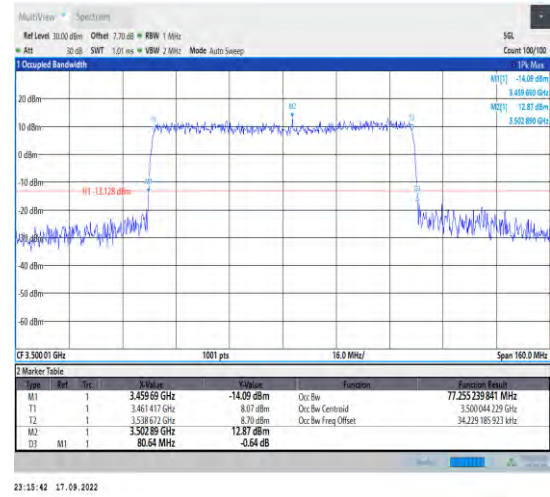 MultiView Spectrum
Ref Level 30.00 dBm Offset 7.70 dB RBW 1 MHz SGL
Att 30 dB SWT 1.01 ms VBW 2 MHz Mode Auto Sweep Count 100/100
1 Occupied Bandwidth 1Pk Max
M1[1] -14.09 dBm
3.459 690 GHz
M2[1] 12.87 dBm
3.502 890 GHz
20 dBm
M2
10 dBm
0 dBm
-10 dBm
H1 -13.128 dBm
-20 dBm
-30 dBm
-40 dBm
-50 dBm
-60 dBm
CF 3.500 01 GHz 1001 pts 16.0 MHz/ Span 160.0 MHz
2 Marker Table
Type Ref Trc X-Value Y-Value Function Function Result
M1 1 3.459 69 GHz -14.09 dBm Occ Bw 77.255 239 841 MHz
T1 1 3.461 417 GHz 8.07 dBm Occ Bw Centroid 3.500 044 229 GHz
T2 1 3.538 672 GHz 8.70 dBm Occ Bw Freq Offset 44.229 185 923 kHz
M2 1 3.502 89 GHz 12.87 dBm
D3 M1 1 80.64 MHz -0.64 dB
23:15:42 17.09.2022